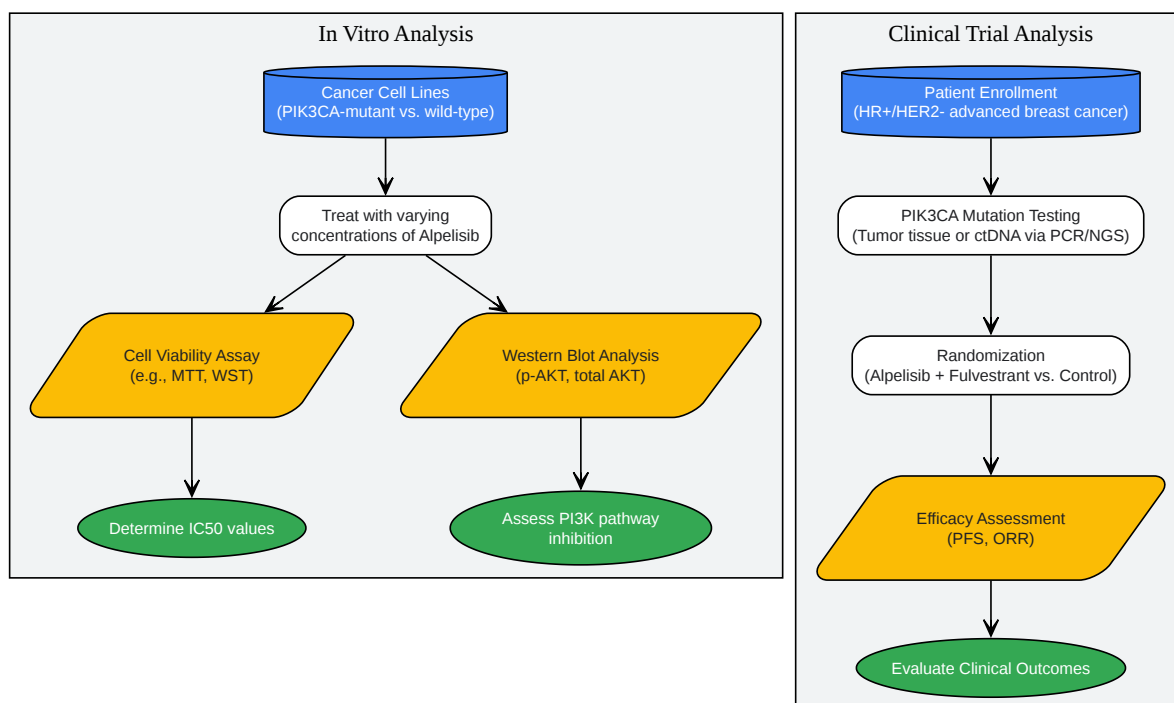 In Vitro Analysis
Cancer Cell Lines
(PIK3CA-mutant vs. wild-type)
Treat with varying
concentrations of Alpelisib
Cell Viability Assay
(e.g., MTT, WST)
Western Blot Analysis
(p-AKT, total AKT)
Determine IC50 values
Assess PI3K pathway
inhibition
Clinical Trial Analysis
Patient Enrollment
(HR+/HER2- advanced breast cancer)
PIK3CA Mutation Testing
(Tumor tissue or ctDNA via PCR/NGS)
Randomization
(Alpelisib + Fulvestrant vs. Control)
Efficacy Assessment
(PFS, ORR)
Evaluate Clinical Outcomes